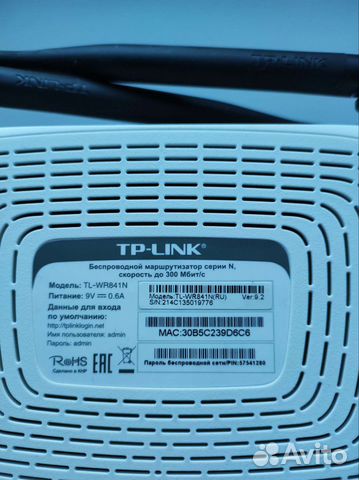 TP-LINK
TP-LINK
TP-LINK
Беспроводной маршрутизатор серии N,
скорость до 300 Мбит/с
Модель: TL-WR841N
Питание: 9V 0.6A
Данные для входа
по умолчанию:
http://tplinklogin.net
Имя пользователя: admin
Пароль: admin
Модель:TL-WR841N(RU) Ver:9.2
S/N:214C135019776
MAC:30B5C239D6C6
RoHS
Сделано в КНР
EAC
Пароль беспроводной сети/PIN:57541280
Avito